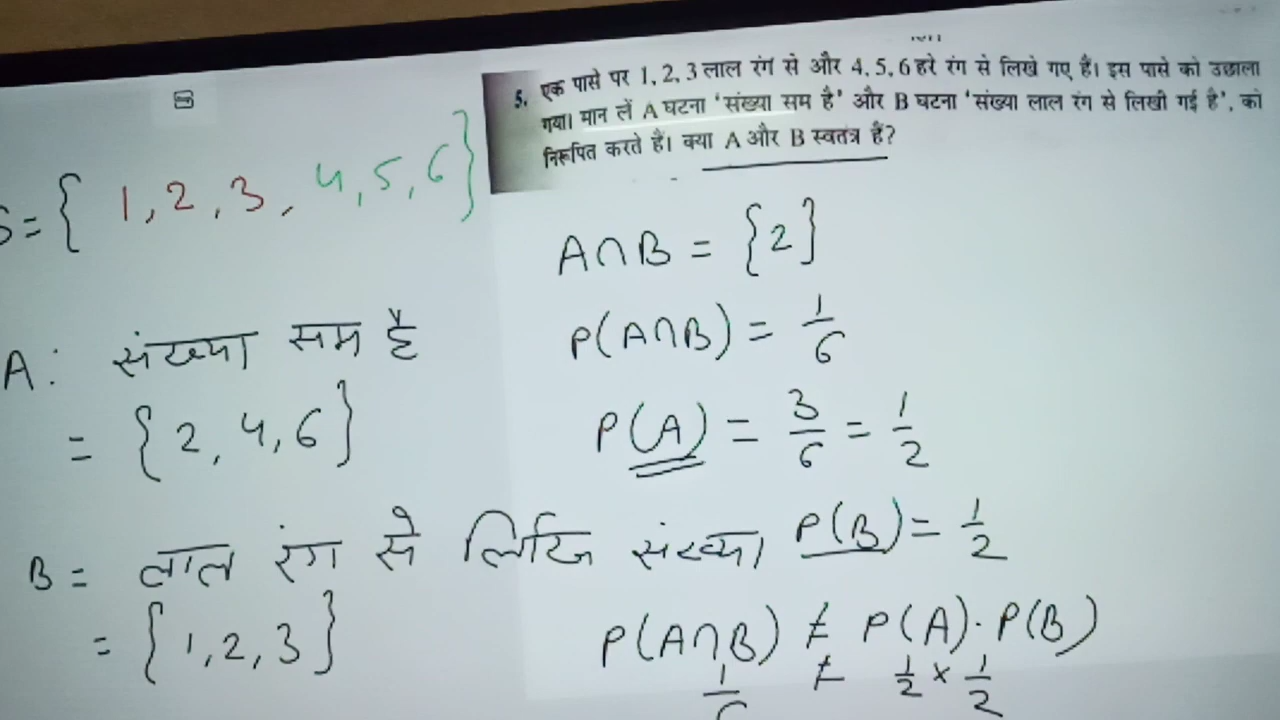 5. एक पासे पर 1, 2, 3 लाल रंग से और 4, 5, 6 हरे रंग से लिखे गए हैं। इस पासे को उछाला
गया। मान लें A घटना ‘संख्या सम है’ और B घटना ‘संख्या लाल रंग से लिखी गई है’, को
निरूपित करते हैं। क्या A और B स्वतंत्र हैं?
S = { 1, 2, 3, 4, 5, 6 }
A : संख्या सम है
= { 2, 4, 6 }
B = लाल रंग से संख्या
= { 1, 2, 3 }
A∩B = { 2 }
P(A∩B) = 1/6
P(A) = 3/6 = 1/2
P(B) = 1/2
P(A∩B) ≠ P(A) · P(B)
1/6 ≠ 1/2 × 1/2